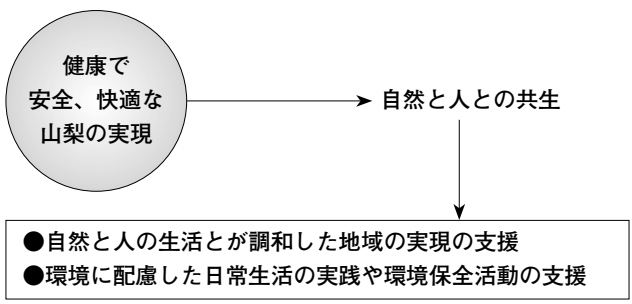 健康で
安全、快適な
山梨の実現
自然と人との共生
●自然と人の生活とが調和した地域の実現の支援
●環境に配慮した日常生活の実践や環境保全活動の支援